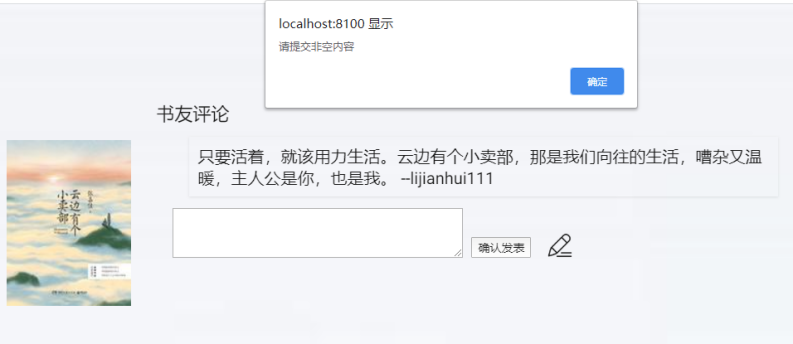 localhost:8100 显示
请提交非空内容
确定
书友评论
只要活着，就该用力生活。云边有个小卖部，那是我们向往的生活，嘈杂又温
暖，主人公是你，也是我。 --lijianhui111
云边有个
小卖部
确认发表